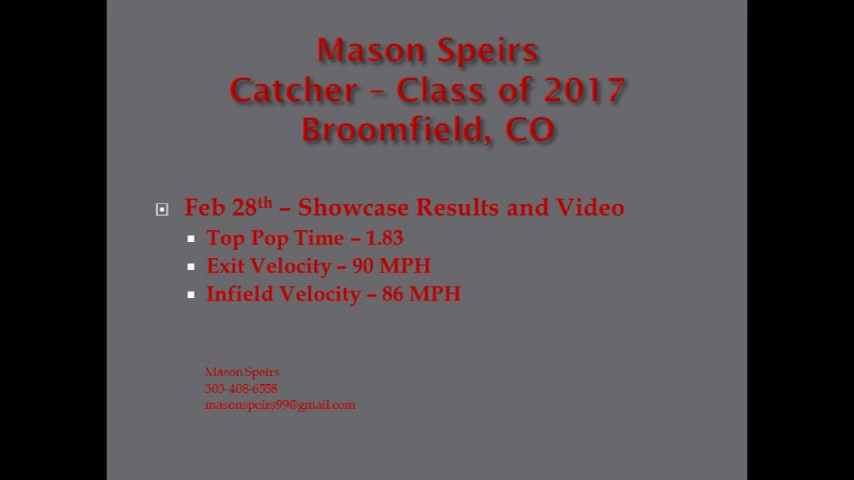 Mason Speirs
Catcher – Class of 2017
Broomfield, CO
Feb 28th – Showcase Results and Video
Top Pop Time – 1.83
Exit Velocity – 90 MPH
Infield Velocity – 86 MPH
Mason Speirs
303-408-6558
masonspeirs99@gmail.com